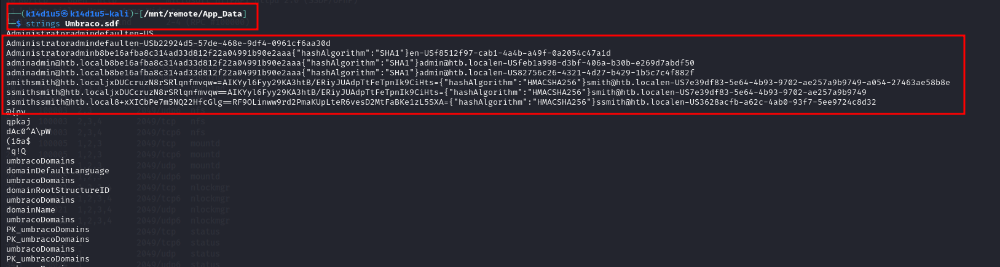 ┌──(k14d1u5㉿k14d1u5-kali)-[/mnt/remote/App_Data]
└─$ strings Umbraco.sdf
Administratoradmindefaulten-US
Administratoradmindefaulten-USb22924d5-57de-468e-9df4-0961cf6aa30d
Administratoradminb8be16afba8c314ad33d812f22a04991b90e2aaa{"hashAlgorithm":"SHA1"}en-USf8512f97-cab1-4a4b-a49f-0a2054c47a1d
adminadmin@htb.localb8be16afba8c314ad33d812f22a04991b90e2aaa{"hashAlgorithm":"SHA1"}admin@htb.localen-USfeb1a998-d3bf-406a-b30b-e269d7abdf50
adminadmin@htb.localb8be16afba8c314ad33d812f22a04991b90e2aaa{"hashAlgorithm":"SHA1"}admin@htb.localen-US82756c26-4321-4d27-b429-1b5c7c4f882f
smithsmith@htb.localjxDUCcruzN8rSRlqnfmvqw==AIKYyl6Fyy29KA3htB/ERiyJUAdpTtFeTpnIk9CiHts={"hashAlgorithm":"HMACSHA256"}smith@htb.localen-US7e39df83-5e64-4b93-9702-ae257a9b9749-a054-27463ae58b8e
ssmithsmith@htb.localjxDUCcruzN8rSRlqnfmvqw==AIKYyl6Fyy29KA3htB/ERiyJUAdpTtFeTpnIk9CiHts={"hashAlgorithm":"HMACSHA256"}smith@htb.localen-US7e39df83-5e64-4b93-9702-ae257a9b9749
ssmithssmith@htb.local8+xXICbPe7m5NQ22HfcGlg==RF9OLinww9rd2PmaKUpLteR6vesD2MtFaBKe1zL5SXA={"hashAlgorithm":"HMACSHA256"}ssmith@htb.localen-US3628acfb-a62c-4ab0-93f7-5ee9724c8d32
@{pv
qpkaj
dAc0^A\pW
(1&a$
"q!Q
umbracoDomains
domainDefaultLanguage
umbracoDomains
domainRootStructureID
umbracoDomains
domainName
umbracoDomains
PK_umbracoDomains
PK_umbracoDomains
umbracoDomains
PK_umbracoDomains